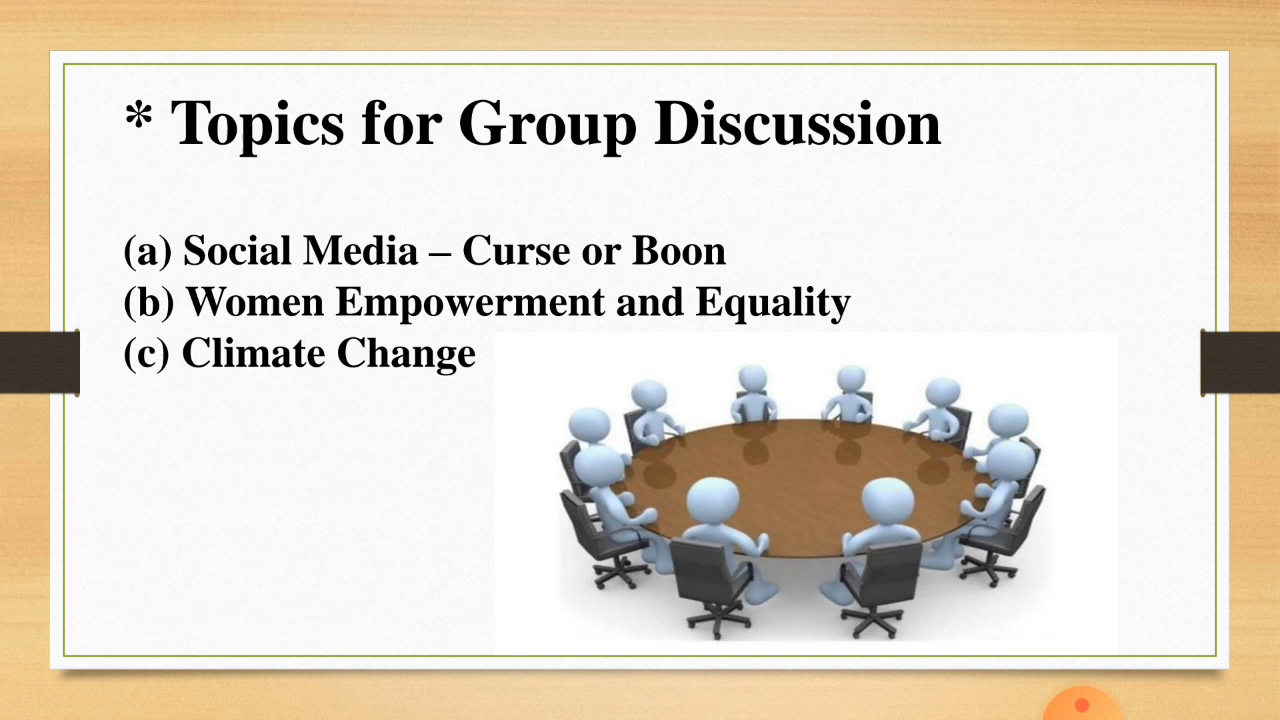 * Topics for Group Discussion
(a) Social Media – Curse or Boon
(b) Women Empowerment and Equality
(c) Climate Change